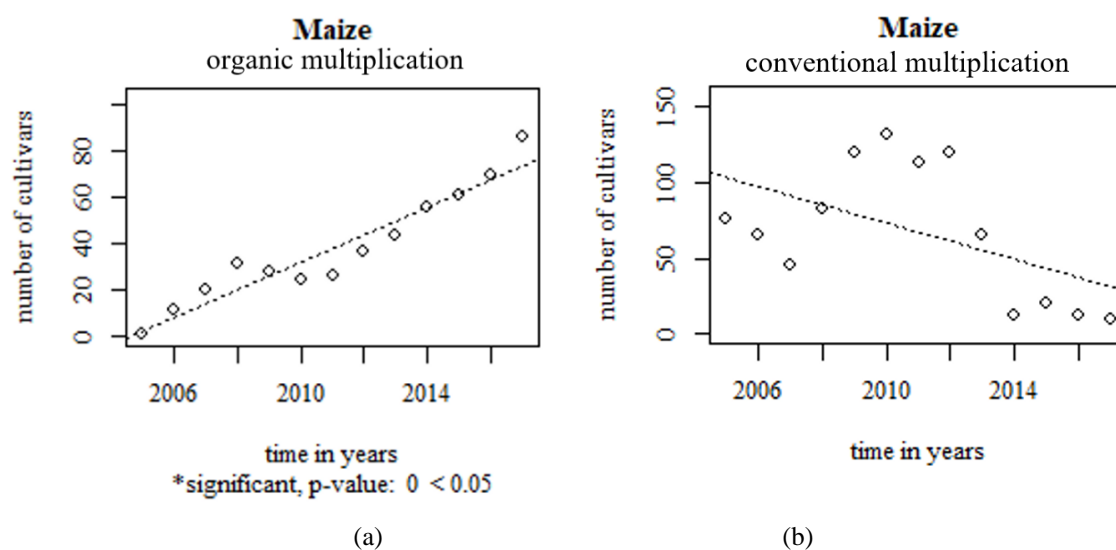 Maize
organic multiplication
number of cultivars
0
20
40
60
80
2006
2010
2014
time in years
*significant, p-value: 0 < 0.05
(a)
Maize
conventional multiplication
number of cultivars
0
50
100
150
2006
2010
2014
time in years
(b)